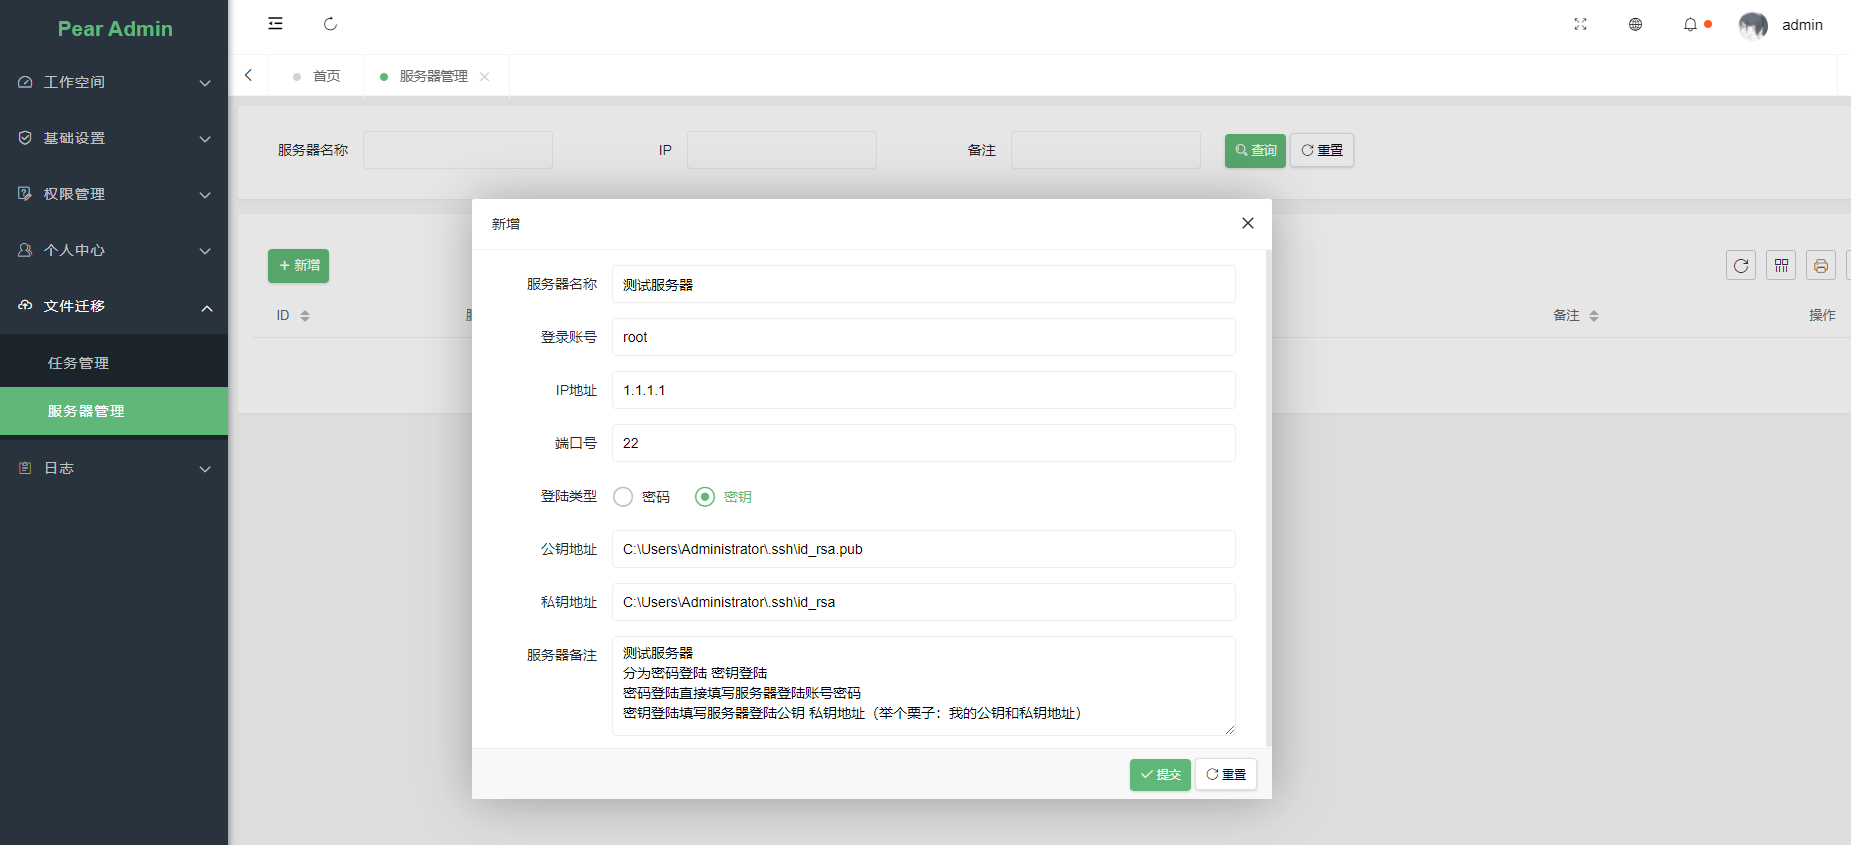 Pear Admin
admin
工作空间
基础设置
权限管理
个人中心
文件迁移
任务管理
服务器管理
日志
首页
服务器管理
服务器名称
IP
备注
查询
重置
新增
ID
备注
操作
新增
服务器名称 测试服务器
登录账号 root
IP地址 1.1.1.1
端口号 22
登陆类型 密码 密钥
公钥地址 C:\Users\Administrator\.ssh\id_rsa.pub
私钥地址 C:\Users\Administrator\.ssh\id_rsa
服务器备注 测试服务器
分为密码登陆 密钥登陆
密码登陆直接填写服务器登陆账号密码
密钥登陆填写服务器登陆公钥 私钥地址（举个栗子：我的公钥和私钥地址）
提交
重置